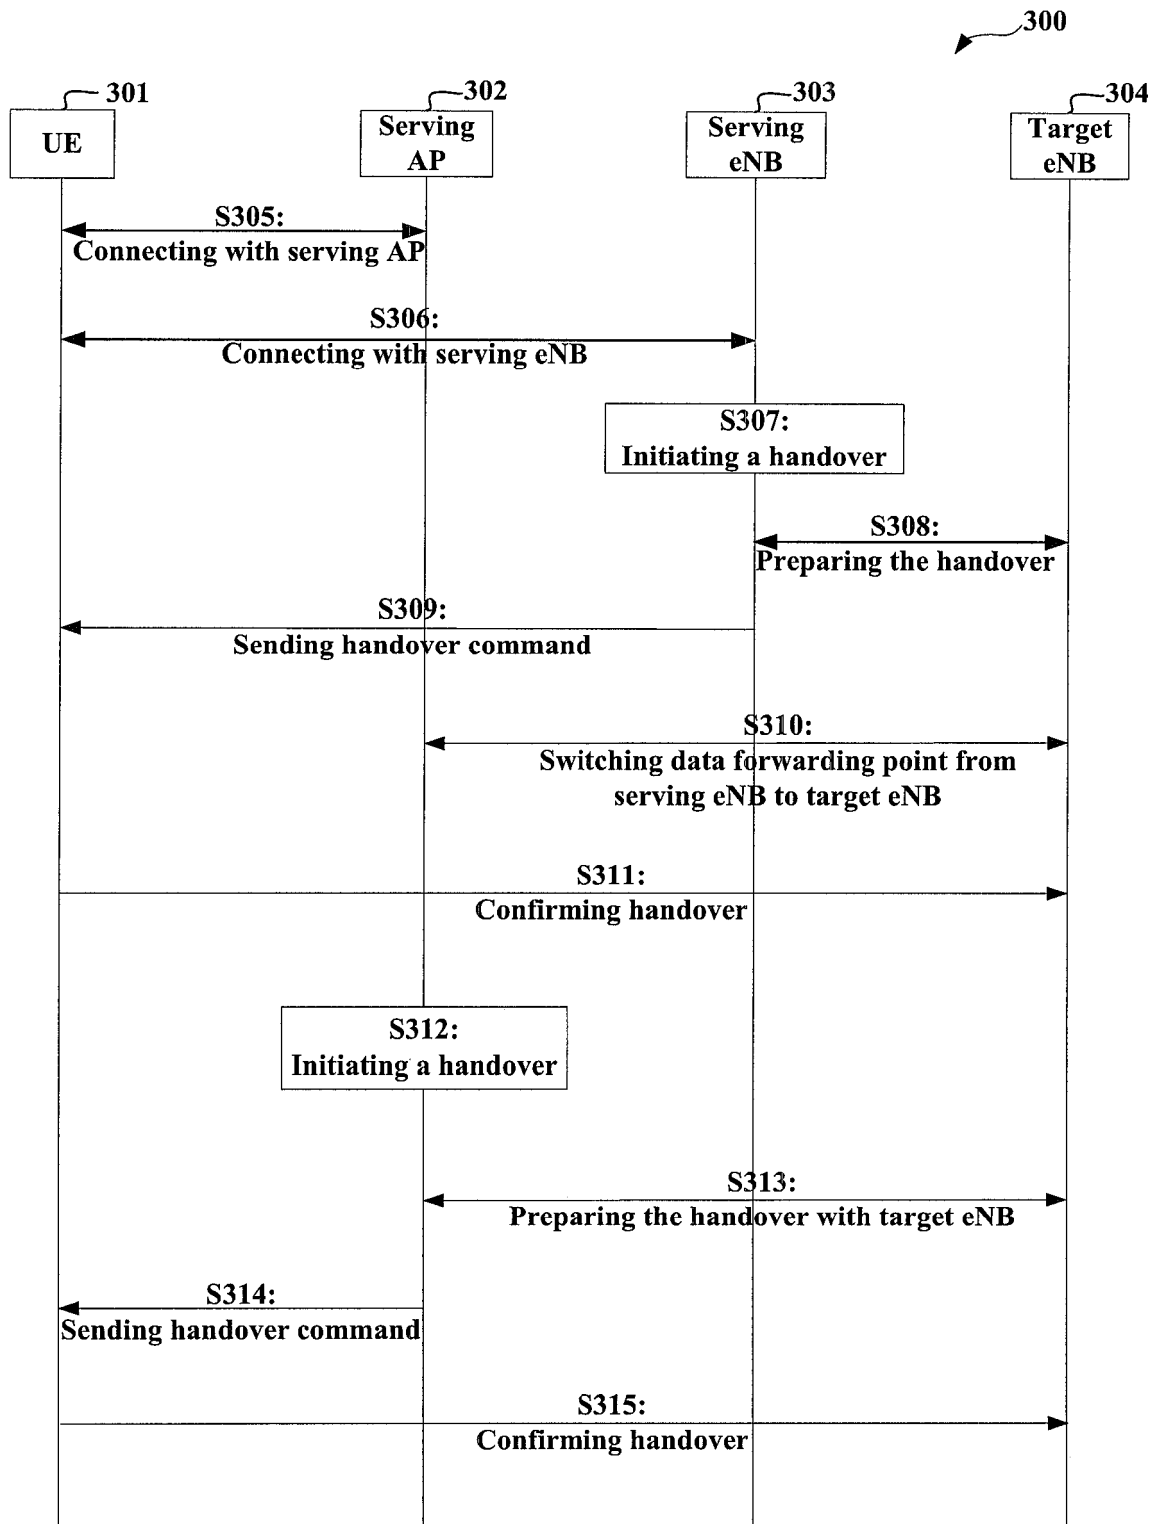 300
301
302
303
304
UE
Serving
AP
Serving
eNB
Target
eNB
S305:
Connecting with serving AP
S306:
Connecting with serving eNB
S307:
Initiating a handover
S308:
Preparing the handover
S309:
Sending handover command
S310:
Switching data forwarding point from
serving eNB to target eNB
S311:
Confirming handover
S312:
Initiating a handover
S313:
Preparing the handover with target eNB
S314:
Sending handover command
S315:
Confirming handover